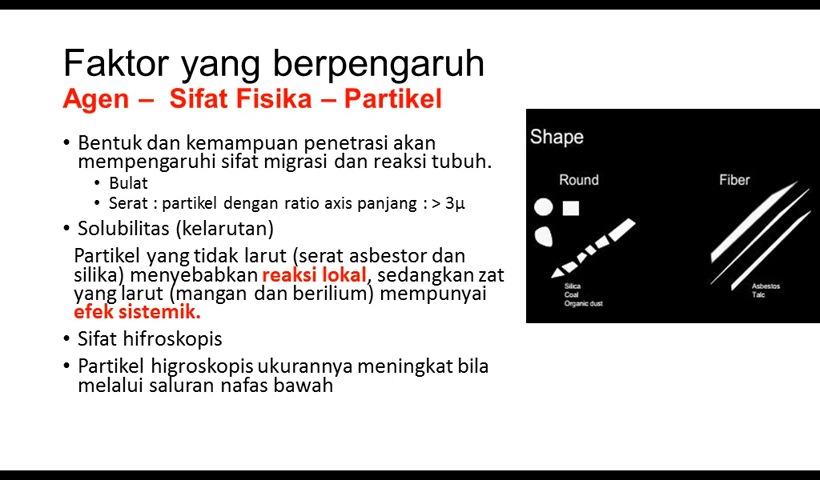 Faktor yang berpengaruh
Agen – Sifat Fisika – Partikel
• Bentuk dan kemampuan penetrasi akan
mempengaruhi sifat migrasi dan reaksi tubuh.
• Bulat
• Serat : partikel dengan ratio axis panjang : > 3µ
• Solubilitas (kelarutan)
Partikel yang tidak larut (serat asbestor dan
silika) menyebabkan reaksi lokal, sedangkan zat
yang larut (mangan dan berilium) mempunyai
efek sistemik.
• Sifat hifroskopis
• Partikel higroskopis ukurannya meningkat bila
melalui saluran nafas bawah
Shape
Round
Fiber
Silica
Coal
Organic dust
Asbestos
Talc